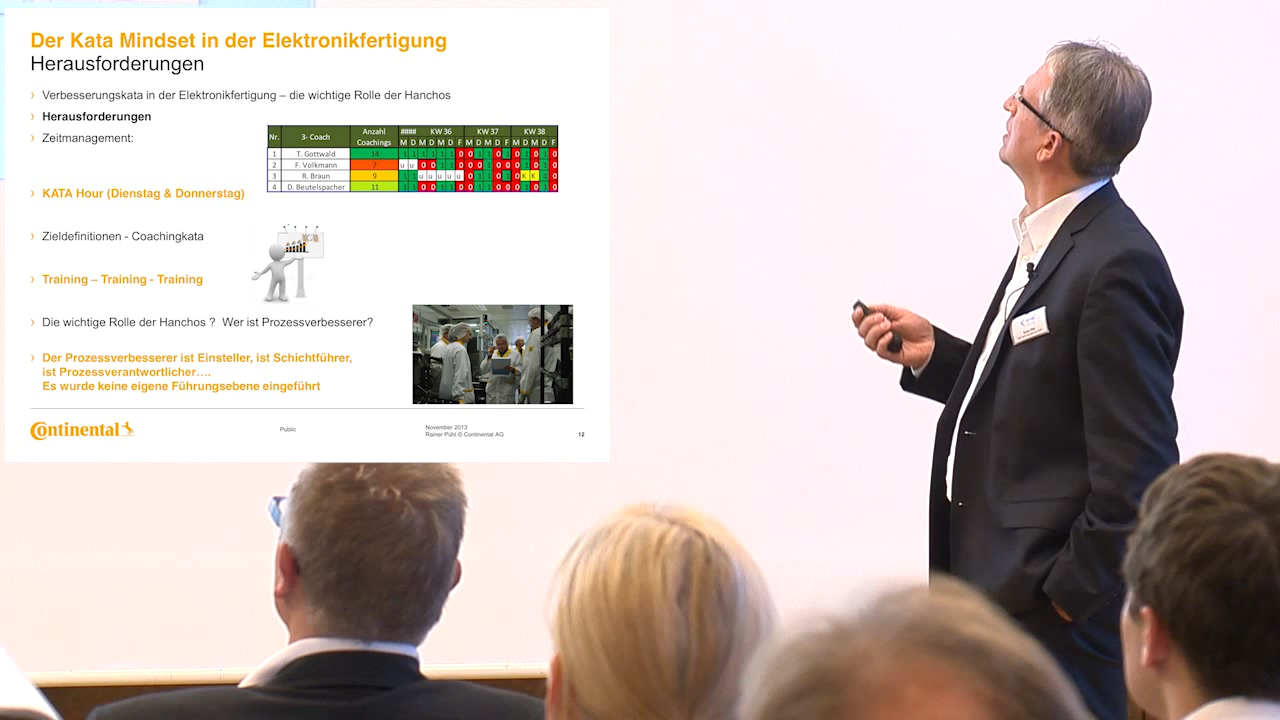 Der Kata Mindset in der Elektronikfertigung
Herausforderungen
› Verbesserungskata in der Elektronikfertigung – die wichtige Rolle der Hanchos
› Herausforderungen
› Zeitmanagement:
Nr. 3- Coach Anzahl Coachings #### KW 36 KW 37 KW 38
M D M D M D F M D M D F M D M D F
1 T. Gottwald 14
2 F. Volkmann 7
3 R. Braun 9
4 D. Beutelspacher 11
› KATA Hour (Dienstag & Donnerstag)
› Zieldefinitionen - Coachingkata
› Training – Training - Training
› Die wichtige Rolle der Hanchos ? Wer ist Prozessverbesserer?
› Der Prozessverbesserer ist Einsteller, ist Schichtführer,
ist Prozessverantwortlicher….
Es wurde keine eigene Führungsebene eingeführt
Continental
Public
November 2013
Rainer Pühl © Continental AG
12